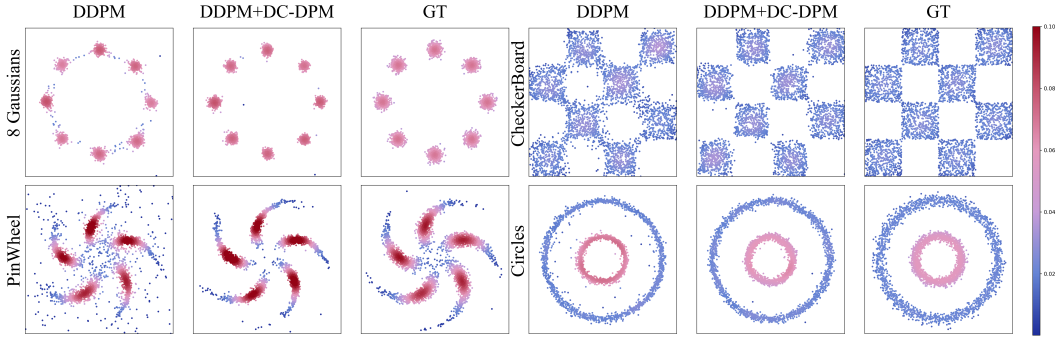 DDPM DDPM+DC-DPM GT DDPM DDPM+DC-DPM GT
8 Gaussians
CheckerBoard
0.10
0.08
0.06
0.04
0.02
PinWheel
Circles